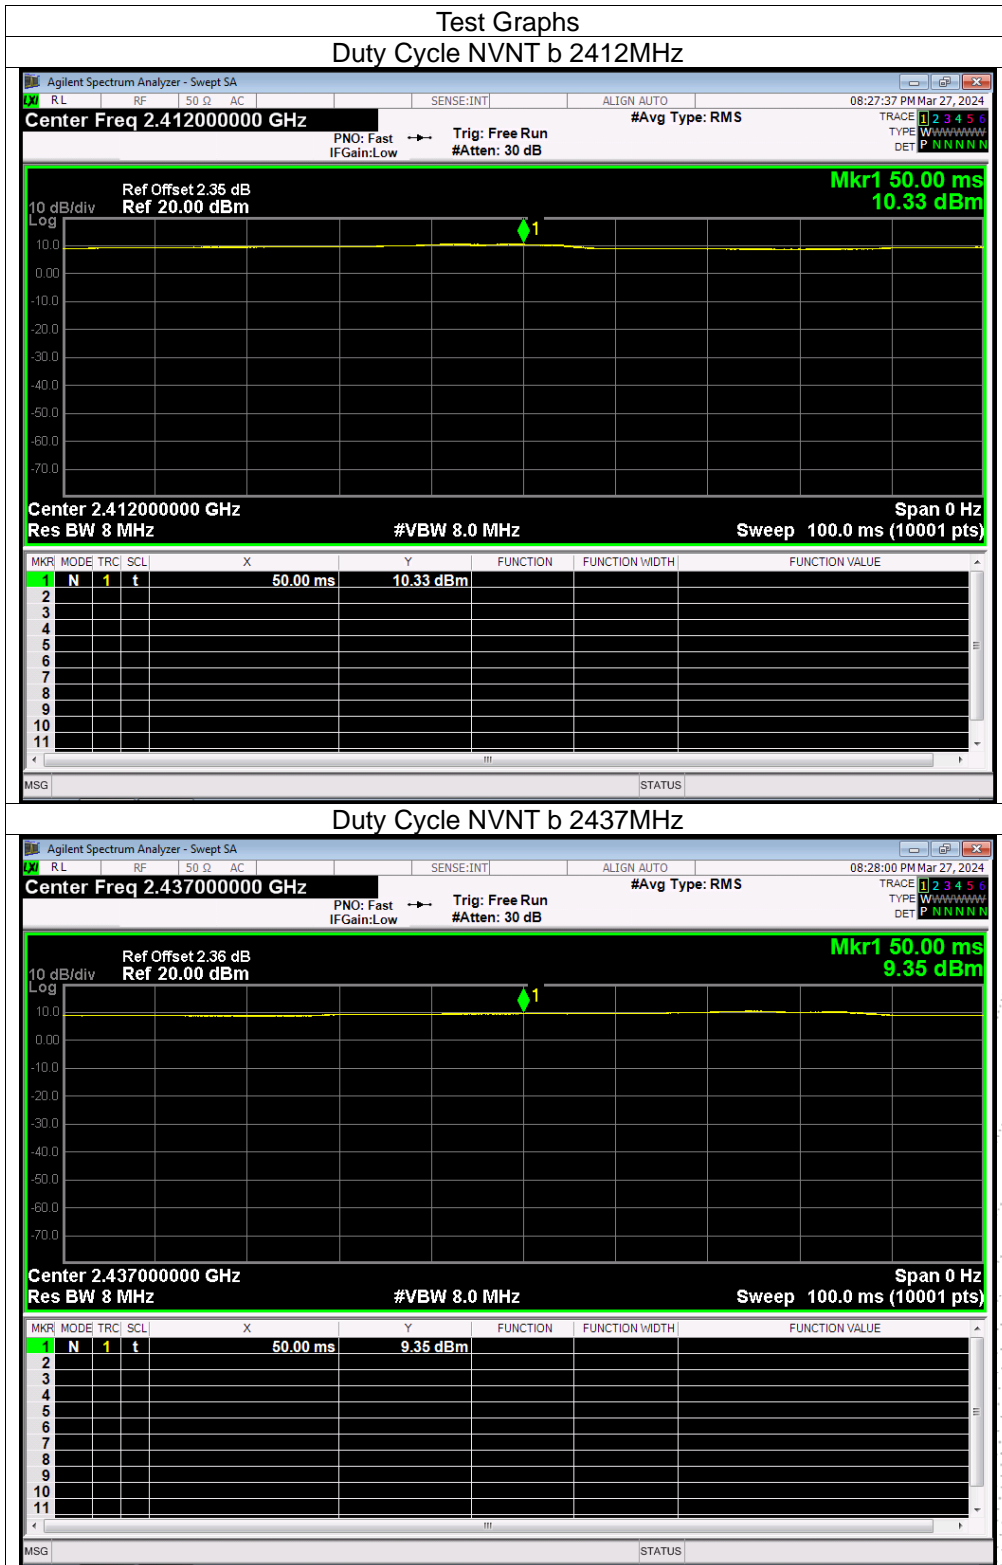 Test Graphs
Duty Cycle NVNT b 2412MHz
Agilent Spectrum Analyzer - Swept SA
LXI RL RF 50 Ω AC SENSE:INT ALIGN AUTO 08:27:37 PM Mar 27, 2024
Center Freq 2.412000000 GHz #Avg Type: RMS TRACE 1 2 3 4 5 6
PNO: Fast Trig: Free Run TYPE WWWWWW
IFGain:Low #Atten: 30 dB DET P N N N N N
Mkr1 50.00 ms
Ref Offset 2.35 dB
10 dB/div Ref 20.00 dBm 10.33 dBm
Log
1
10.0
0.00
-10.0
-20.0
-30.0
-40.0
-50.0
-60.0
-70.0
Center 2.412000000 GHz Span 0 Hz
Res BW 8 MHz #VBW 8.0 MHz Sweep 100.0 ms (10001 pts)
MKR MODE TRC SCL X Y FUNCTION FUNCTION WIDTH FUNCTION VALUE
1 N 1 t 50.00 ms 10.33 dBm
2
3
4
5
6
7
8
9
10
11
MSG STATUS
Duty Cycle NVNT b 2437MHz
Agilent Spectrum Analyzer - Swept SA
LXI RL RF 50 Ω AC SENSE:INT ALIGN AUTO 08:28:00 PM Mar 27, 2024
Center Freq 2.437000000 GHz #Avg Type: RMS TRACE 1 2 3 4 5 6
PNO: Fast Trig: Free Run TYPE WWWWWW
IFGain:Low #Atten: 30 dB DET P N N N N N
Mkr1 50.00 ms
Ref Offset 2.36 dB
10 dB/div Ref 20.00 dBm 9.35 dBm
Log
1
10.0
0.00
-10.0
-20.0
-30.0
-40.0
-50.0
-60.0
-70.0
Center 2.437000000 GHz Span 0 Hz
Res BW 8 MHz #VBW 8.0 MHz Sweep 100.0 ms (10001 pts)
MKR MODE TRC SCL X Y FUNCTION FUNCTION WIDTH FUNCTION VALUE
1 N 1 t 50.00 ms 9.35 dBm
2
3
4
5
6
7
8
9
10
11
MSG STATUS